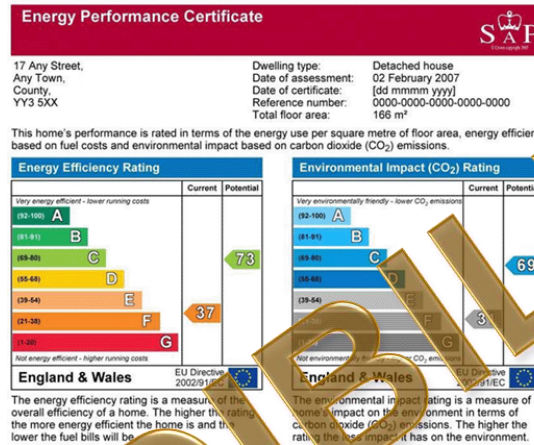 Energy Performance Certificate
SAP
17 Any Street,
Any Town,
County,
YY3 5XX
Dwelling type: Detached house
Date of assessment: 02 February 2007
Date of certificate: [dd mmmm yyyy]
Reference number: 0000-0000-0000-0000-0000
Total floor area: 166 m²
This home's performance is rated in terms of the energy use per square metre of floor area, energy efficien
based on fuel costs and environmental impact based on carbon dioxide (CO₂) emissions.
Energy Efficiency Rating
Current Potential
Very energy efficient - lower running costs
(92-100) A
(81-91) B
(69-80) C 73
(55-68) D
(39-54) E
(21-38) F 37
(1-20) G
Not energy efficient - higher running costs
England & Wales EU Directive 2002/91/EC
The energy efficiency rating is a measure of the
overall efficiency of a home. The higher the rating
the more energy efficient the home is and the
lower the fuel bills will be
Environmental Impact (CO₂) Rating
Current Potenti
Very environmentally friendly - lower CO₂ emissions
(92-100) A
(81-91) B
(69-80) C 69
(55-68) D
(39-54) E
F
G
Not environmentally CO₂ emissions
England & Wales EU Directive 2002/91/EC
The environmental impact rating is a measure of
home's impact on the environment in terms of
carbon dioxide (CO₂) emissions. The higher the
rating the less impact it has on the environment.
BIL